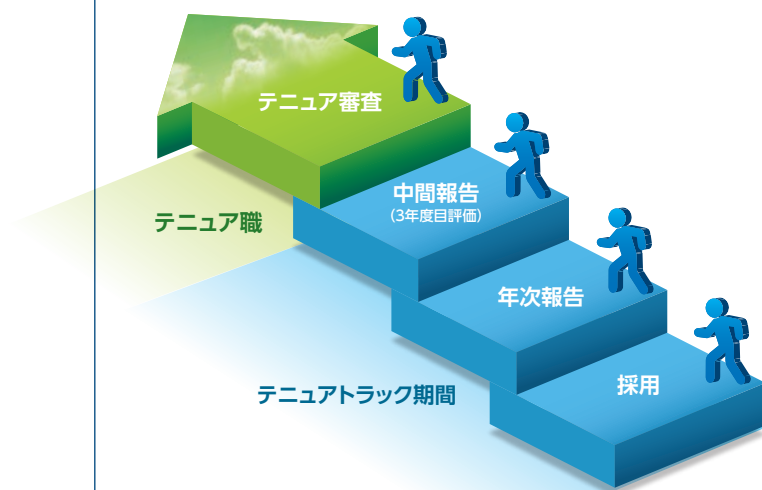 テニュア審査
中間報告
(3年度目評価)
テニュア職
年次報告
採用
テニュアトラック期間